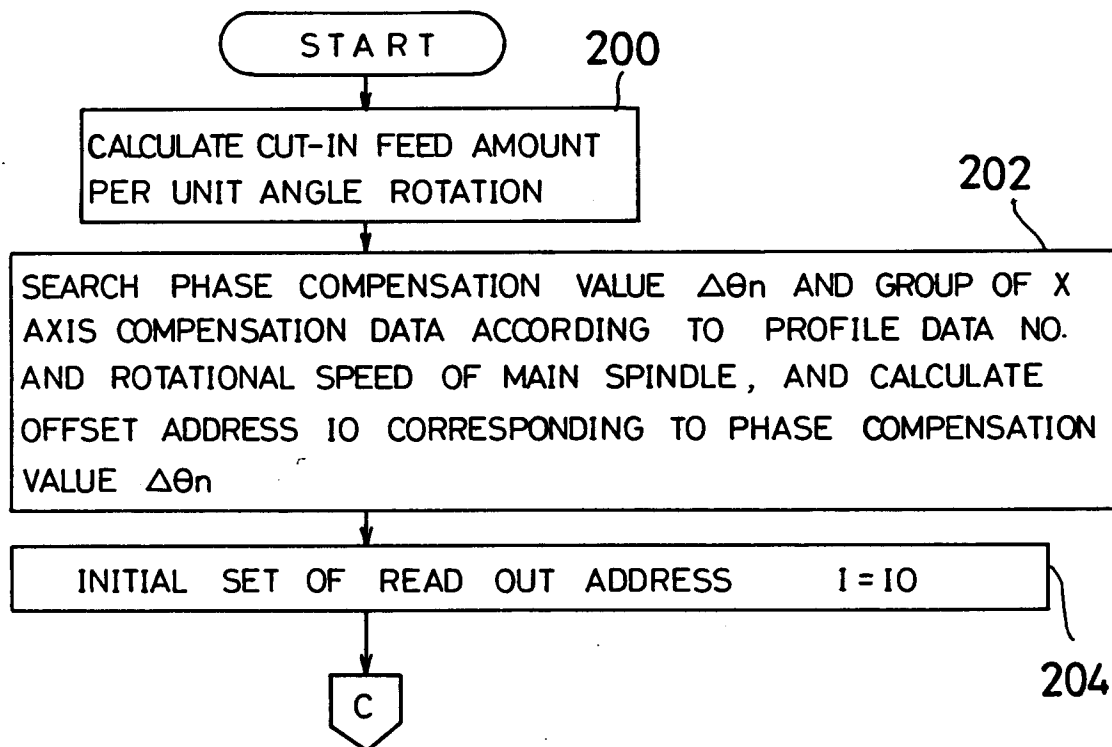 START
200
CALCULATE CUT-IN FEED AMOUNT
PER UNIT ANGLE ROTATION
202
SEARCH PHASE COMPENSATION VALUE Δθn AND GROUP OF X
AXIS COMPENSATION DATA ACCORDING TO PROFILE DATA NO.
AND ROTATIONAL SPEED OF MAIN SPINDLE, AND CALCULATE
OFFSET ADDRESS IO CORRESPONDING TO PHASE COMPENSATION
VALUE Δθn
INITIAL SET OF READ OUT ADDRESS I = IO
204
C